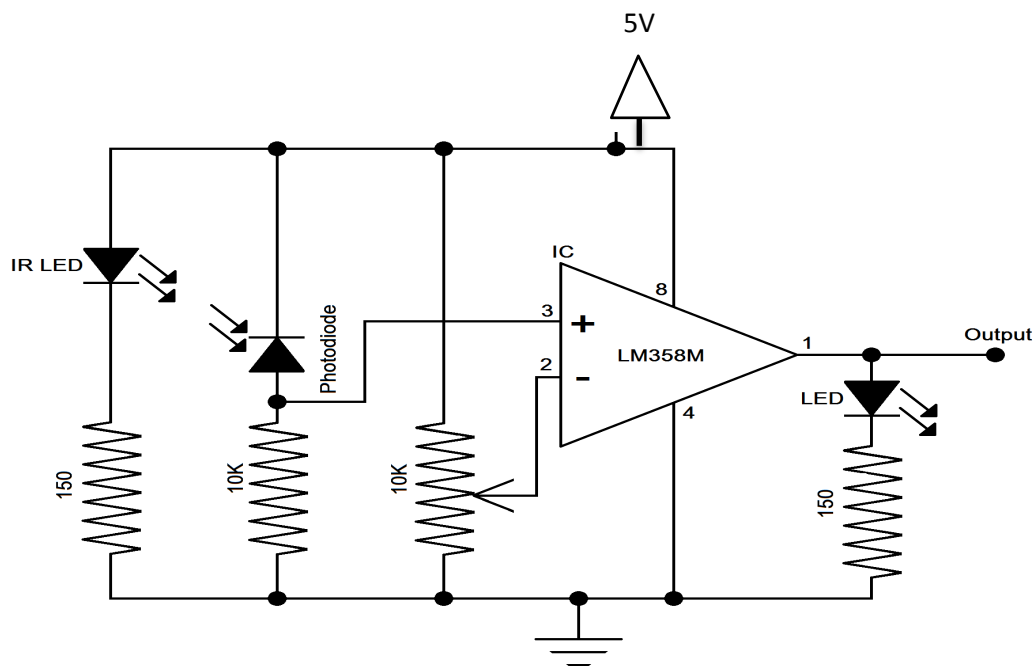 5V
IR LED
150
Photodiode
10K
10K
IC
3
2
8
4
1
+
-
LM358M
Output
LED
150